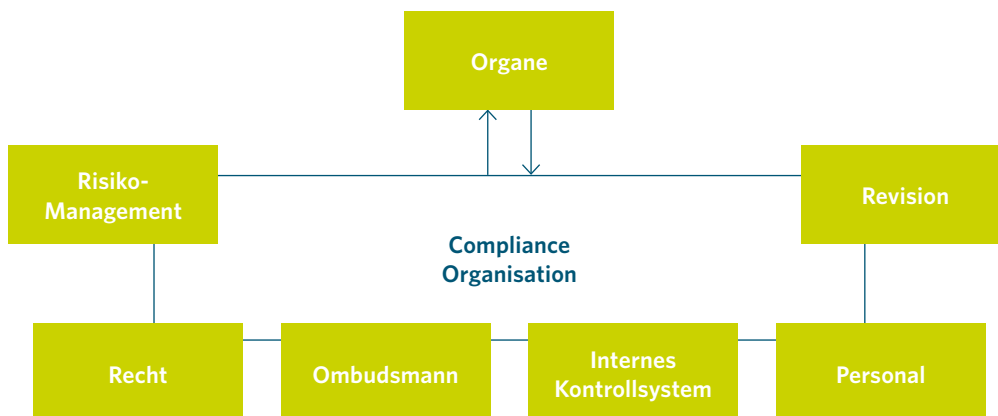 Organe
Risiko-
Management
Revision
Compliance
Organisation
Recht
Ombudsmann
Internes
Kontrollsystem
Personal